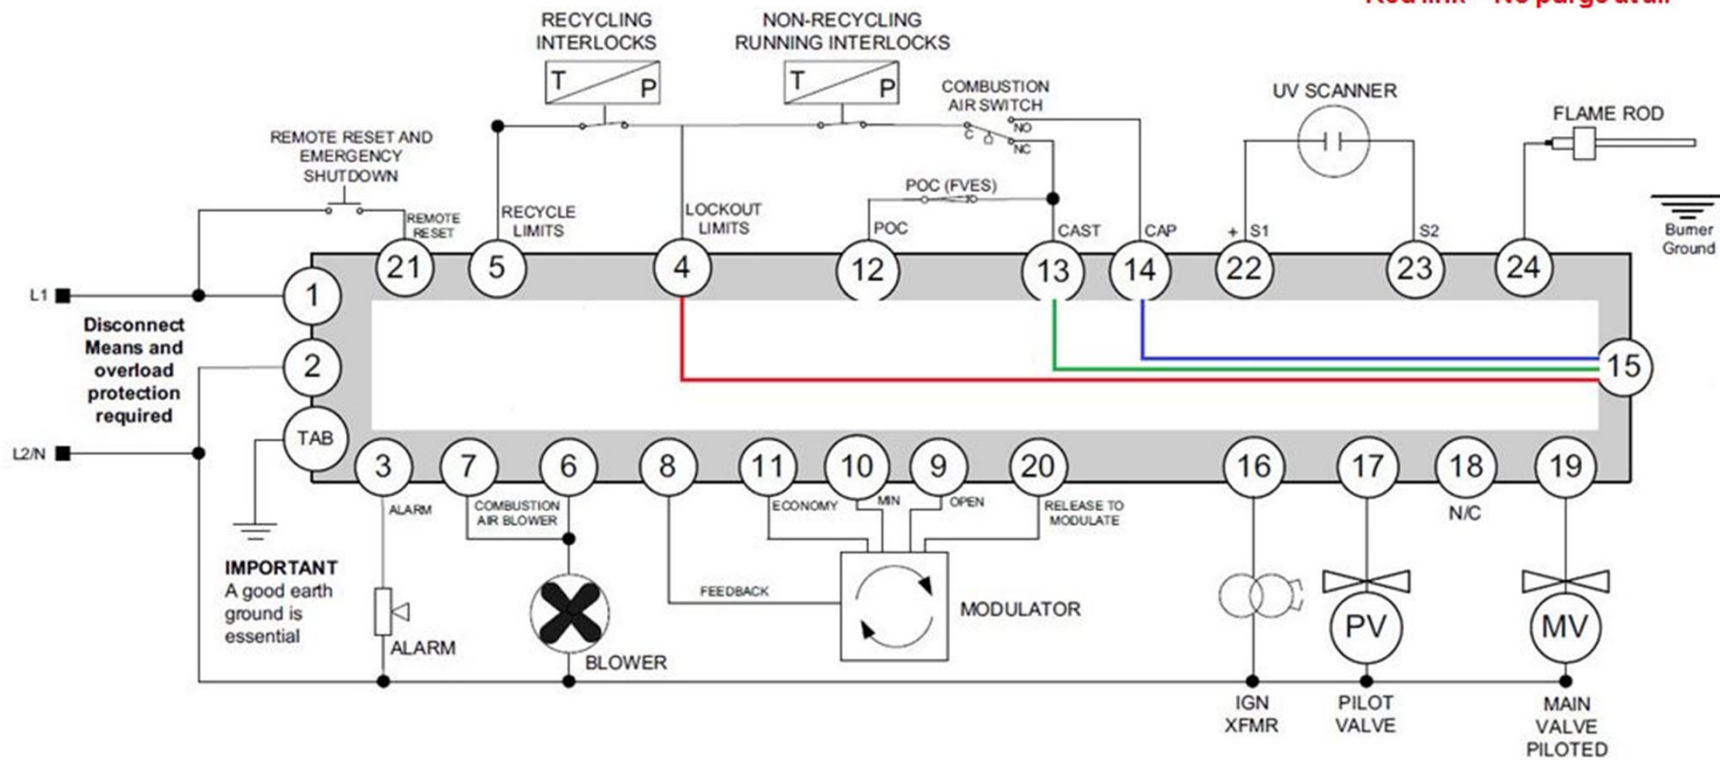 RECYCLING
INTERLOCKS
NON-RECYCLING
RUNNING INTERLOCKS
T
P
T
P
COMBUSTION
AIR SWITCH
C
NO
NC
UV SCANNER
FLAME ROD
REMOTE RESET AND
EMERGENCY
SHUTDOWN
REMOTE
RESET
RECYCLE
LIMITS
LOCKOUT
LIMITS
POC (FVES)
POC
CAST
CAP
+ S1
S2
Burner
Ground
21
5
4
12
13
14
22
23
24
L1
1
Disconnect
Means and
overload
protection
required
2
15
TAB
L2/N
3
7
6
8
11
10
9
20
16
17
18
19
ALARM
COMBUSTION
AIR BLOWER
ECONOMY
MIN
OPEN
RELEASE TO
MODULATE
N/C
IMPORTANT
A good earth
ground is
essential
FEEDBACK
MODULATOR
PV
MV
ALARM
BLOWER
IGN
XFMR
PILOT
VALVE
MAIN
VALVE
PILOTED